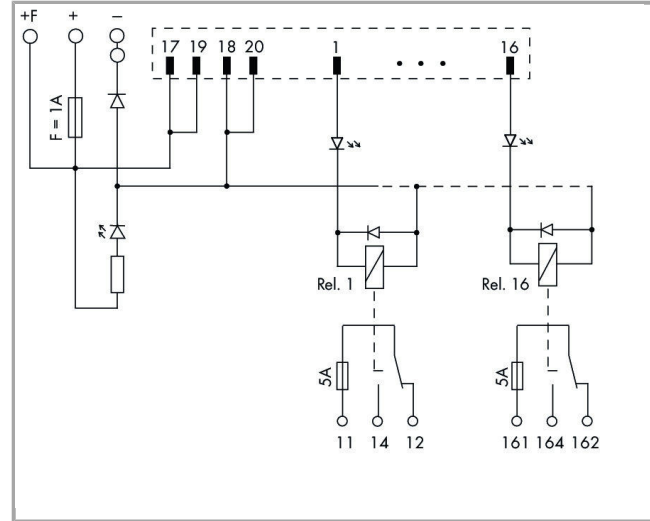 +F + –
17 19 18 20 1 • • • 16
F = 1A
Rel. 1 Rel. 16
5A 5A
11 14 12 161 164 162